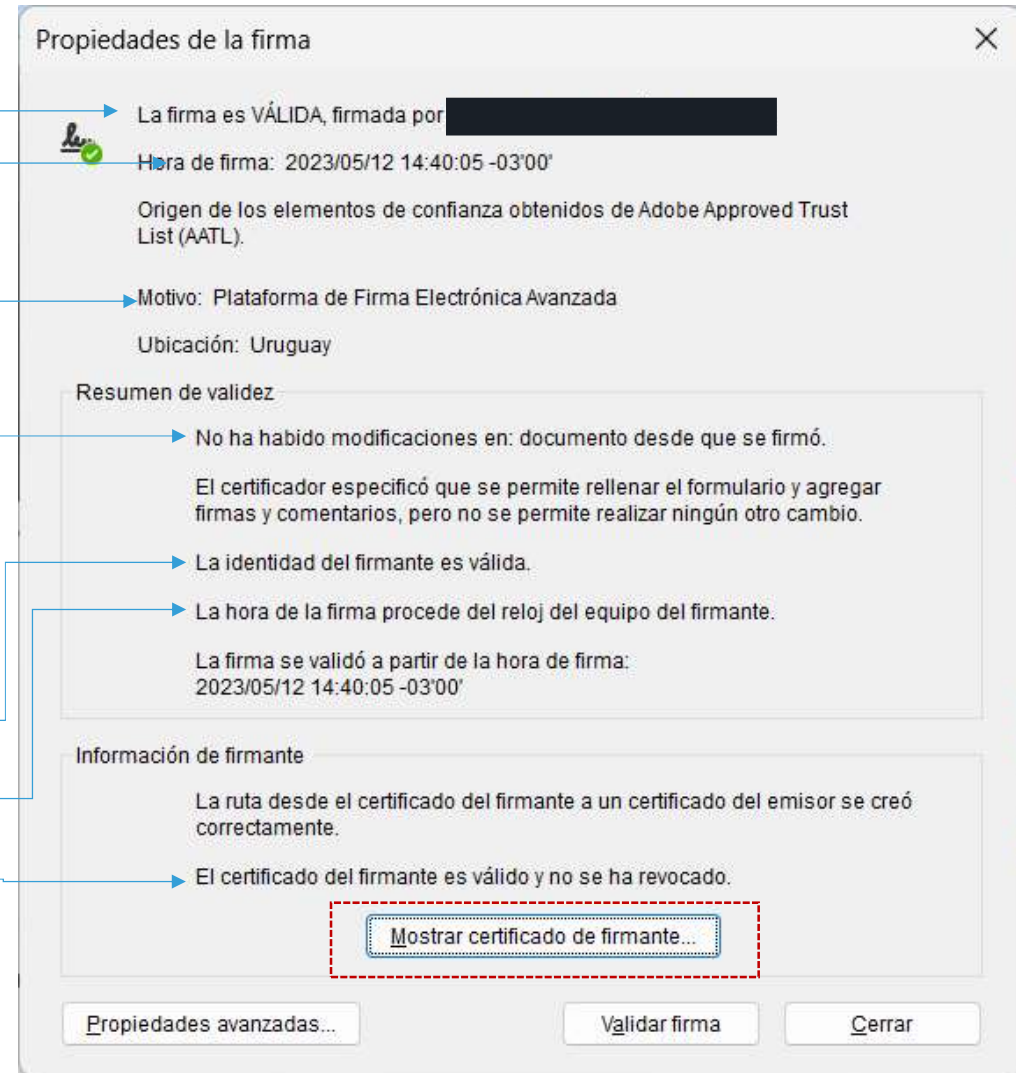 Propiedades de la firma
La firma es VÁLIDA, firmada por
Hora de firma: 2023/05/12 14:40:05 -03'00'
Origen de los elementos de confianza obtenidos de Adobe Approved Trust
List (AATL).
Motivo: Plataforma de Firma Electrónica Avanzada
Ubicación: Uruguay
Resumen de validez
No ha habido modificaciones en: documento desde que se firmó.
El certificador especificó que se permite rellenar el formulario y agregar
firmas y comentarios, pero no se permite realizar ningún otro cambio.
La identidad del firmante es válida.
La hora de la firma procede del reloj del equipo del firmante.
La firma se validó a partir de la hora de firma:
2023/05/12 14:40:05 -03'00'
Información de firmante
La ruta desde el certificado del firmante a un certificado del emisor se creó
correctamente.
El certificado del firmante es válido y no se ha revocado.
Mostrar certificado de firmante...
Propiedades avanzadas...
Validar firma
Cerrar